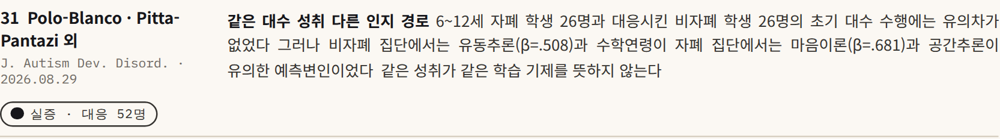 31 Polo-Blanco · Pitta-
Pantazi 외
J. Autism Dev. Disord. ·
2026.08.29
실증 · 대응 52명
같은 대수 성취 다른 인지 경로 6~12세 자폐 학생 26명과 대응시킨 비자폐 학생 26명의 초기 대수 수행에는 유의차가
없었다 그러나 비자폐 집단에서는 유동추론(β=.508)과 수학연령이 자폐 집단에서는 마음이론(β=.681)과 공간추론이
유의한 예측변인이었다 같은 성취가 같은 학습 기제를 뜻하지 않는다